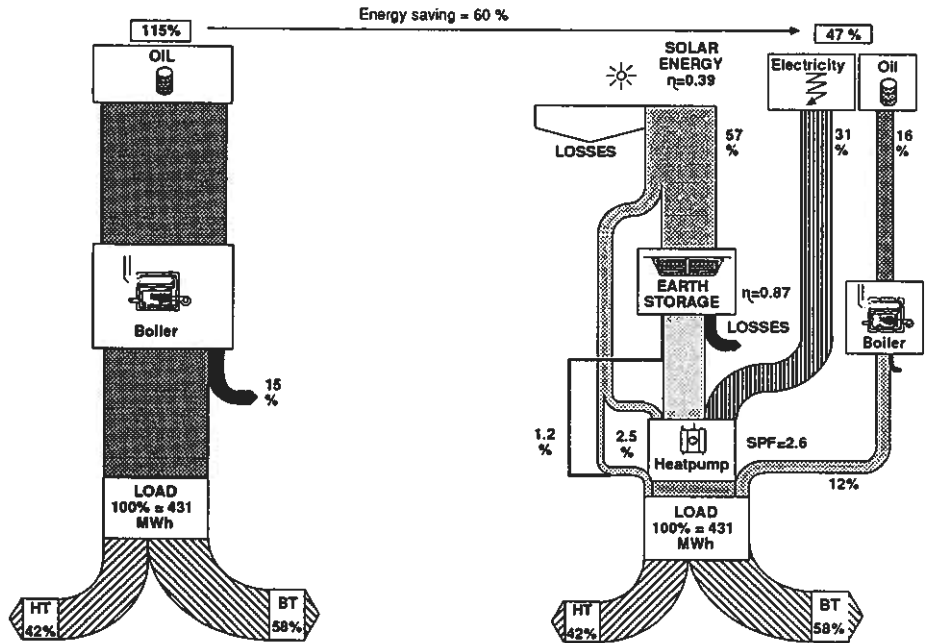 Energy saving = 60 %
115%
47 %
OIL
SOLAR
ENERGY
η=0.39
Electricity
Oil
LOSSES
57
%
31
%
16
%
EARTH
STORAGE
η=0.87
LOSSES
Boiler
Boiler
15
%
1.2
%
2.5
%
Heatpump
SPF=2.6
12%
LOAD
100% = 431
MWh
LOAD
100% = 431
MWh
HT
42%
BT
58%
HT
42%
BT
58%